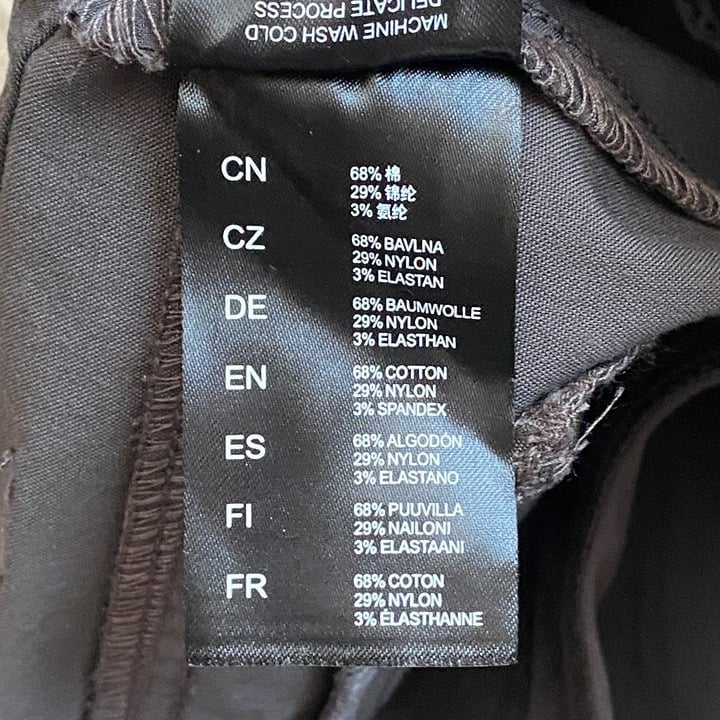 MACHINE WASH COLD
DELICATE PROCESS
CN
68% 棉
29% 锦纶
3% 氨纶
CZ
68% BAVLNA
29% NYLON
3% ELASTAN
DE
68% BAUMWOLLE
29% NYLON
3% ELASTHAN
EN
68% COTTON
29% NYLON
3% SPANDEX
ES
68% ALGODÓN
29% NYLON
3% ELASTANO
FI
68% PUUVILLA
29% NAILONI
3% ELASTAANI
FR
68% COTON
29% NYLON
3% ÉLASTHANNE